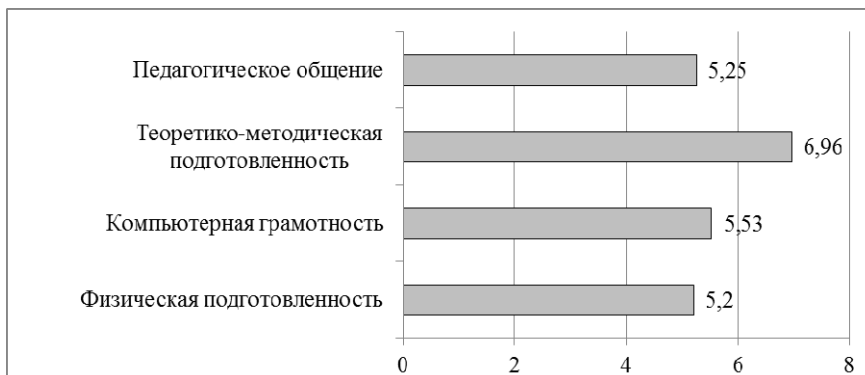 Педагогическое общение
5,25
Теоретико-методическая
подготовленность
6,96
Компьютерная грамотность
5,53
Физическая подготовленность
5,2
0 2 4 6 8